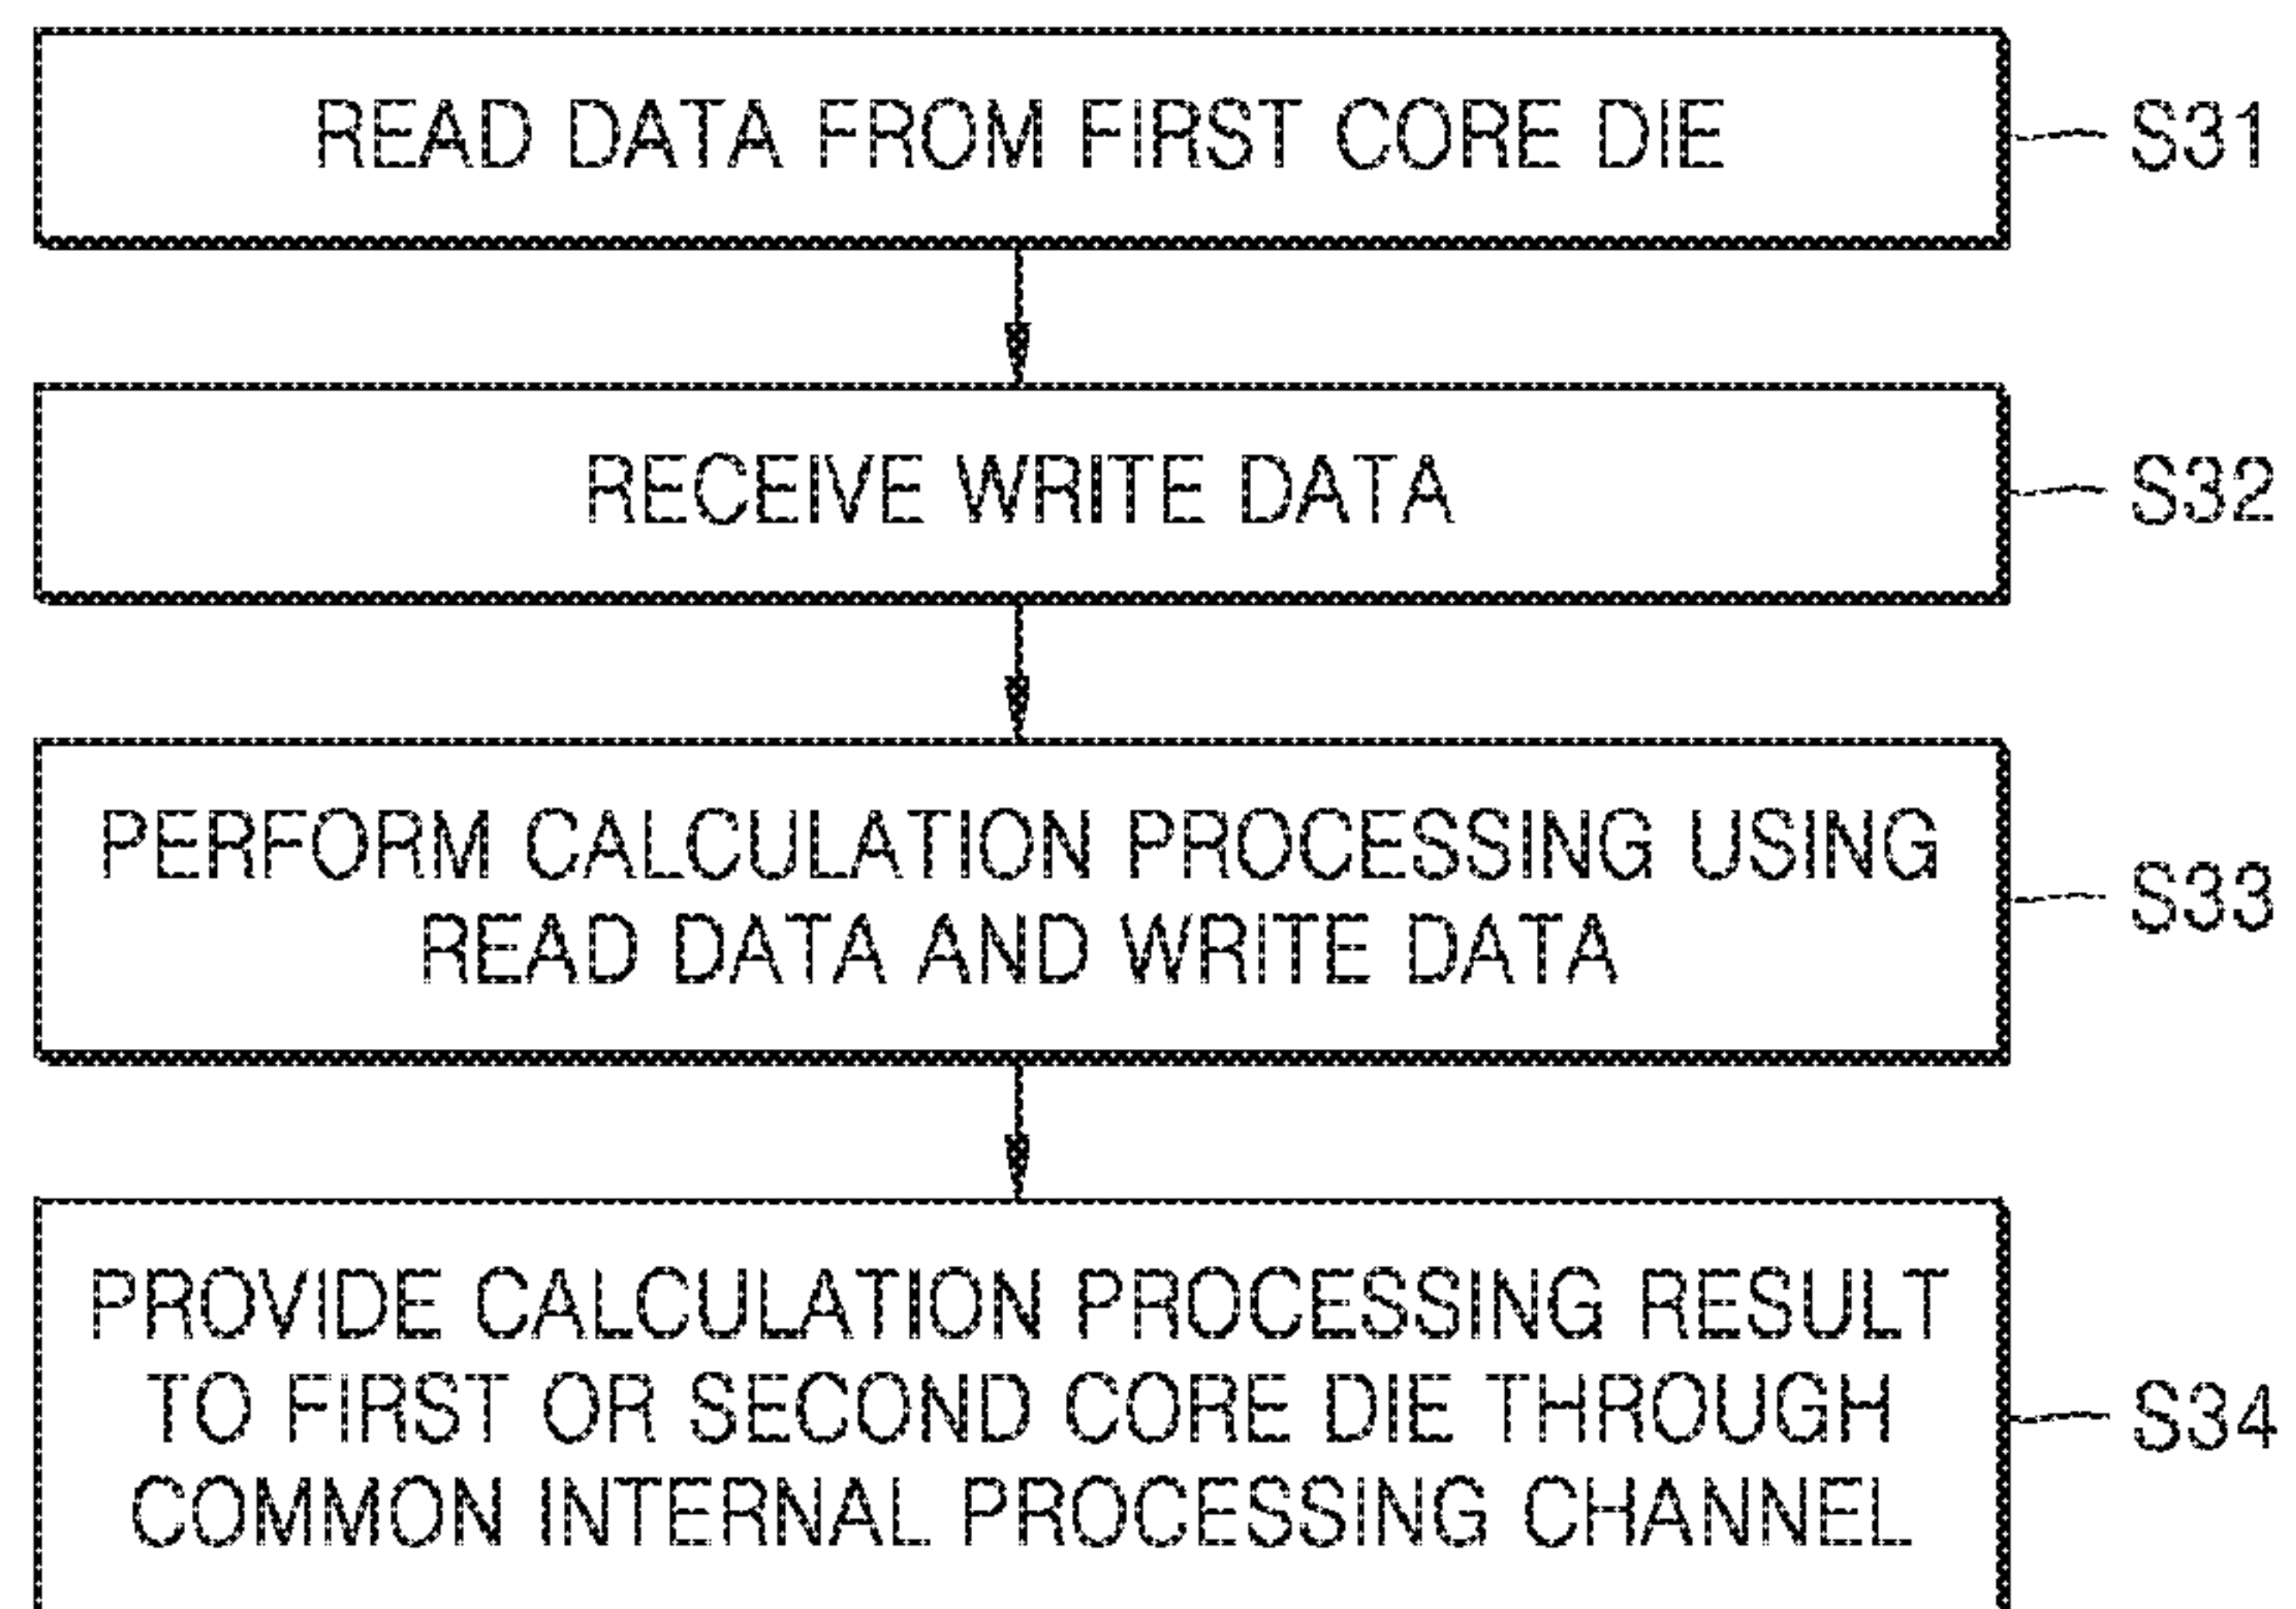 READ DATA FROM FIRST CORE DIE
S31
RECEIVE WRITE DATA
S32
PERFORM CALCULATION PROCESSING USING
READ DATA AND WRITE DATA
S33
PROVIDE CALCULATION PROCESSING RESULT
TO FIRST OR SECOND CORE DIE THROUGH
COMMON INTERNAL PROCESSING CHANNEL
S34